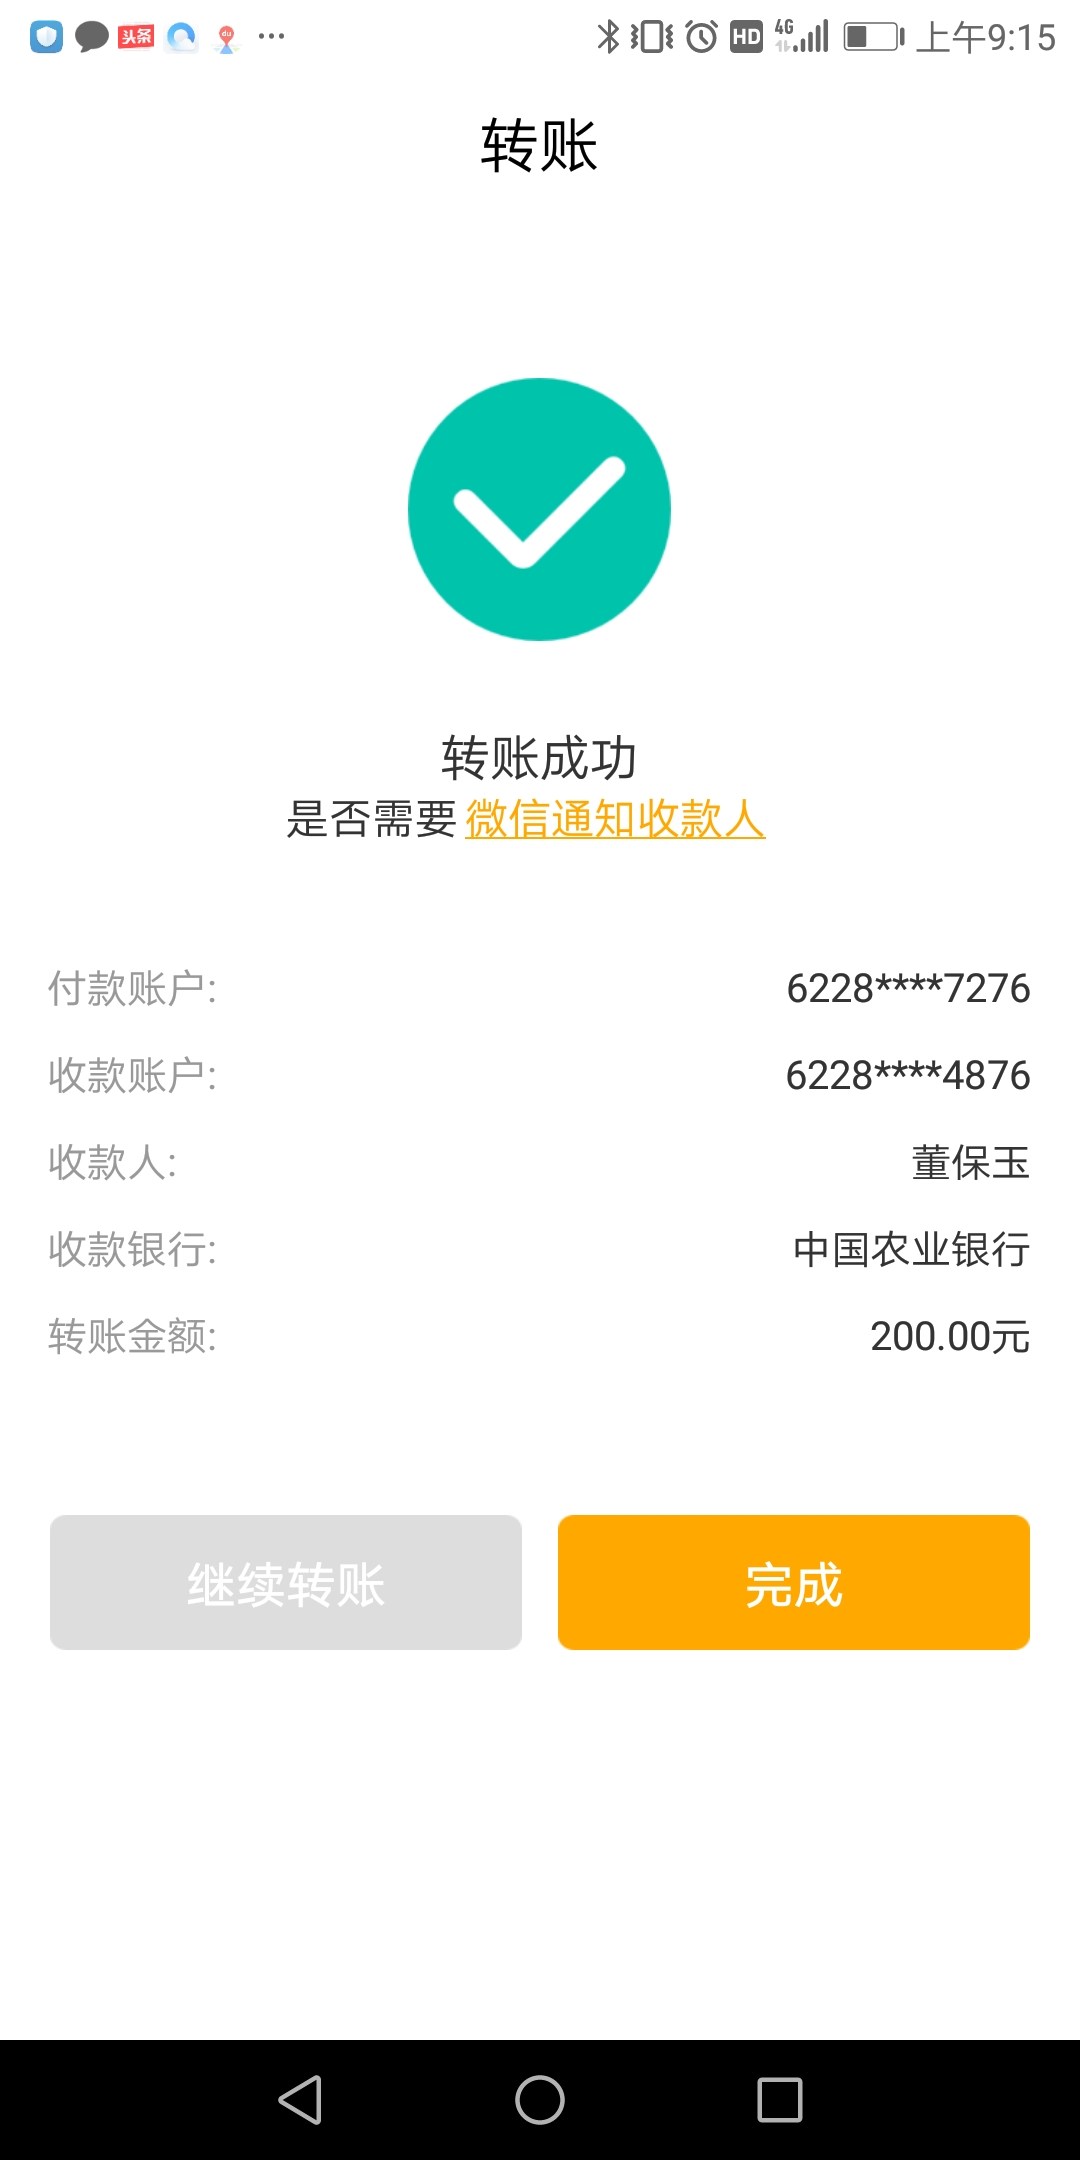 头条 du ··· HD 4G 上午9:15
转账
转账成功
是否需要 微信通知收款人
付款账户: 6228****7276
收款账户: 6228****4876
收款人: 董保玉
收款银行: 中国农业银行
转账金额: 200.00元
继续转账 完成